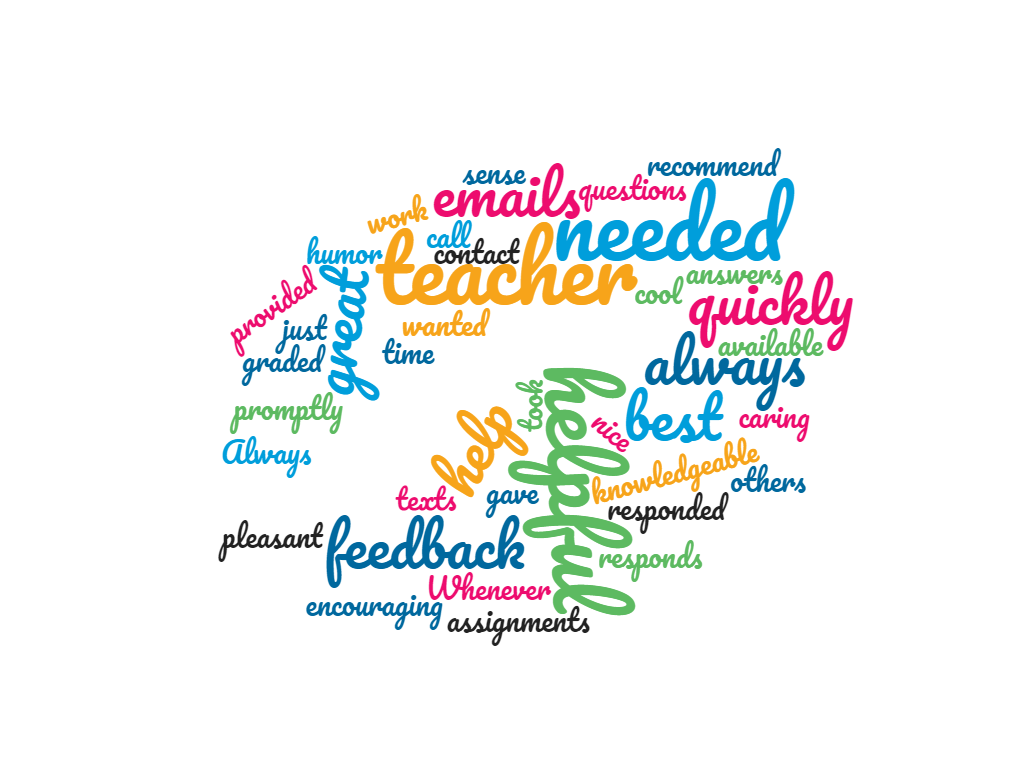 sense
recommend
emails
questions
work
call
needed
humor
contact
teacher
great
provided
cool
answers
quickly
just
wanted
available
graded
time
always
promptly
took
helpful
best
caring
nice
help
Always
knowledgeable
others
texts
gave
responded
pleasant
feedback
responds
Whenever
encouraging
assignments